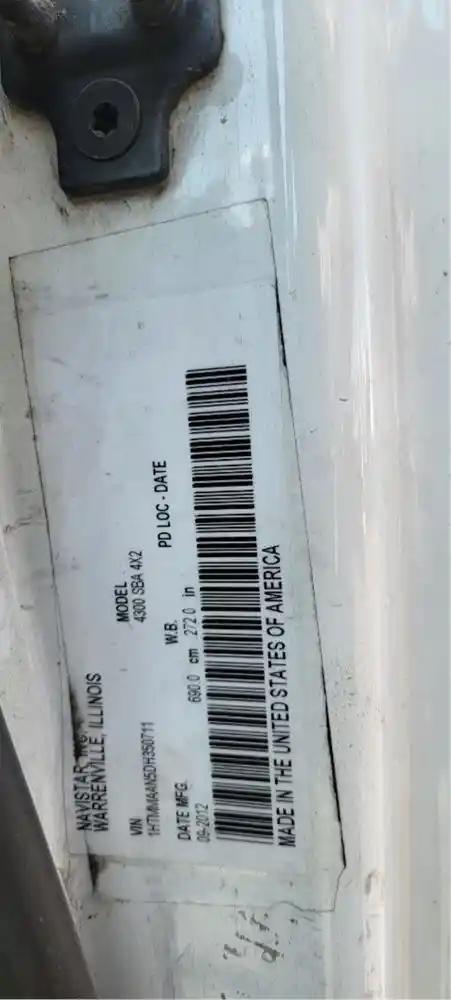 NAVISTAR, INC.
WARRENVILLE, ILLINOIS
VIN
1HTMMAAN5DH350711
MODEL
4300 SBA 4X2
DATE MFG.
09-2012
W.B.
690.0 cm 272.0 in
PD LOC - DATE
MADE IN THE UNITED STATES OF AMERICA